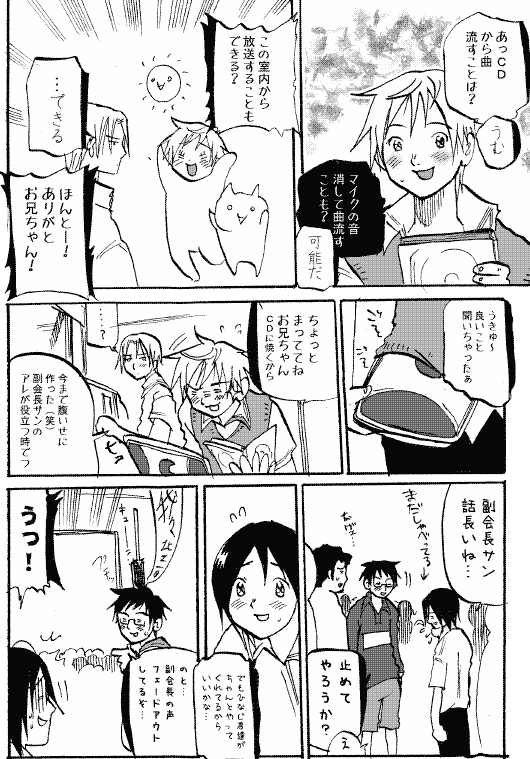 あっCD
から曲
流すことは?
うむ
マイクの音
消して曲流す
ことも?
可能だ
この室内から
放送することも
できる?
…できる
ほんとー!
ありがと
お兄ちゃん!
うきゅ〜
良いこと
聞いちゃったぁ
ちょっと
まっててね
お兄ちゃん
CDに焼くから
…?
今まで腹いせに
作った(笑)
副会長サンの
アレが役立つ時でつ
副会長サン
話長いね…
まだしゃべってる→
止めて
やろうか?
え
でもひなじ君達が
ちゃんとやって
くれてるから
いいかな…
のと…
副会長の声
フェードアウト
してるぞ…
うっ!